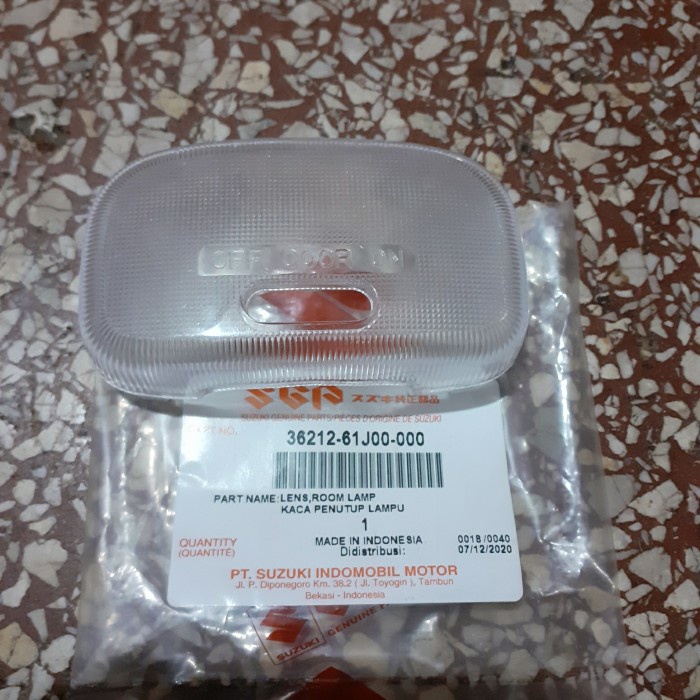 OFF DOOR ON
SGP スズキ純正部品
SUZUKI GENUINE PARTS-PIÈCES D'ORIGINE DE SUZUKI
PART NO.
36212-61J00-000
PART NAME:LENS,ROOM LAMP
KACA PENUTUP LAMPU
1
QUANTITY
(QUANTITÉ)
MADE IN INDONESIA
Didistribusi:
0018/0040
07/12/2020
PT. SUZUKI INDOMOBIL MOTOR
Jl. P. Diponegoro Km. 38.2 ( Jl. Toyogiri ), Tambun
Bekasi - Indonesia
SUZUKI
GENUINE